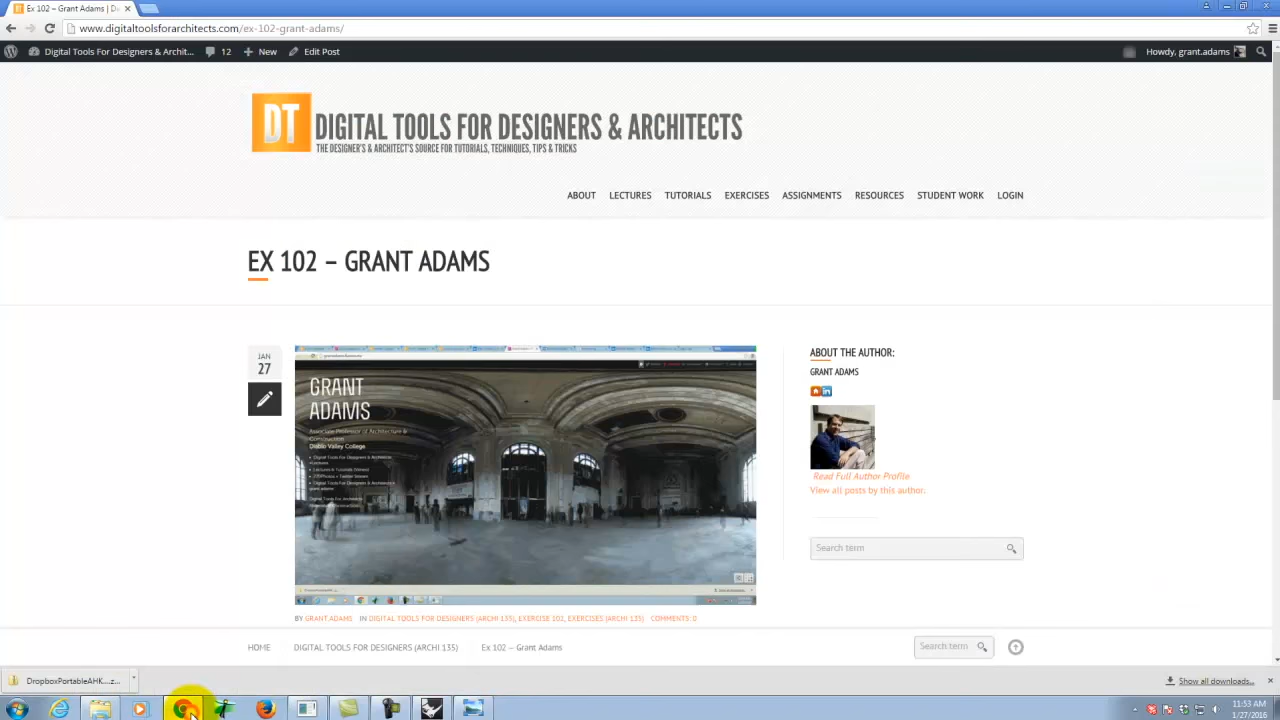 Ex 102 – Grant Adams | D
www.digitaltoolsforarchitects.com/ex-102-grant-adams/
Digital Tools For Designers & Architects 12 New Edit Post Howdy, grant.adams
DT DIGITAL TOOLS FOR DESIGNERS & ARCHITECTS
THE DESIGNER'S & ARCHITECT'S SOURCE FOR TUTORIALS, TECHNIQUES, TIPS & TRICKS
ABOUT LECTURES TUTORIALS EXERCISES ASSIGNMENTS RESOURCES STUDENT WORK LOGIN
EX 102 – GRANT ADAMS
JAN
27
GRANT
ADAMS
Associate Professor of Architecture &
Construction
Diablo Valley College
ABOUT THE AUTHOR:
GRANT ADAMS
Read Full Author Profile
View all posts by this author.
Search term
BY GRANT.ADAMS IN DIGITAL TOOLS FOR DESIGNERS (ARCHI 135), EXERCISE 102, EXERCISES (ARCHI 135) COMMENTS: 0
HOME DIGITAL TOOLS FOR DESIGNERS (ARCHI 135) Ex 102 – Grant Adams Search term
DropboxPortableAHK....z... Show all downloads...
11:53 AM
1/27/2016